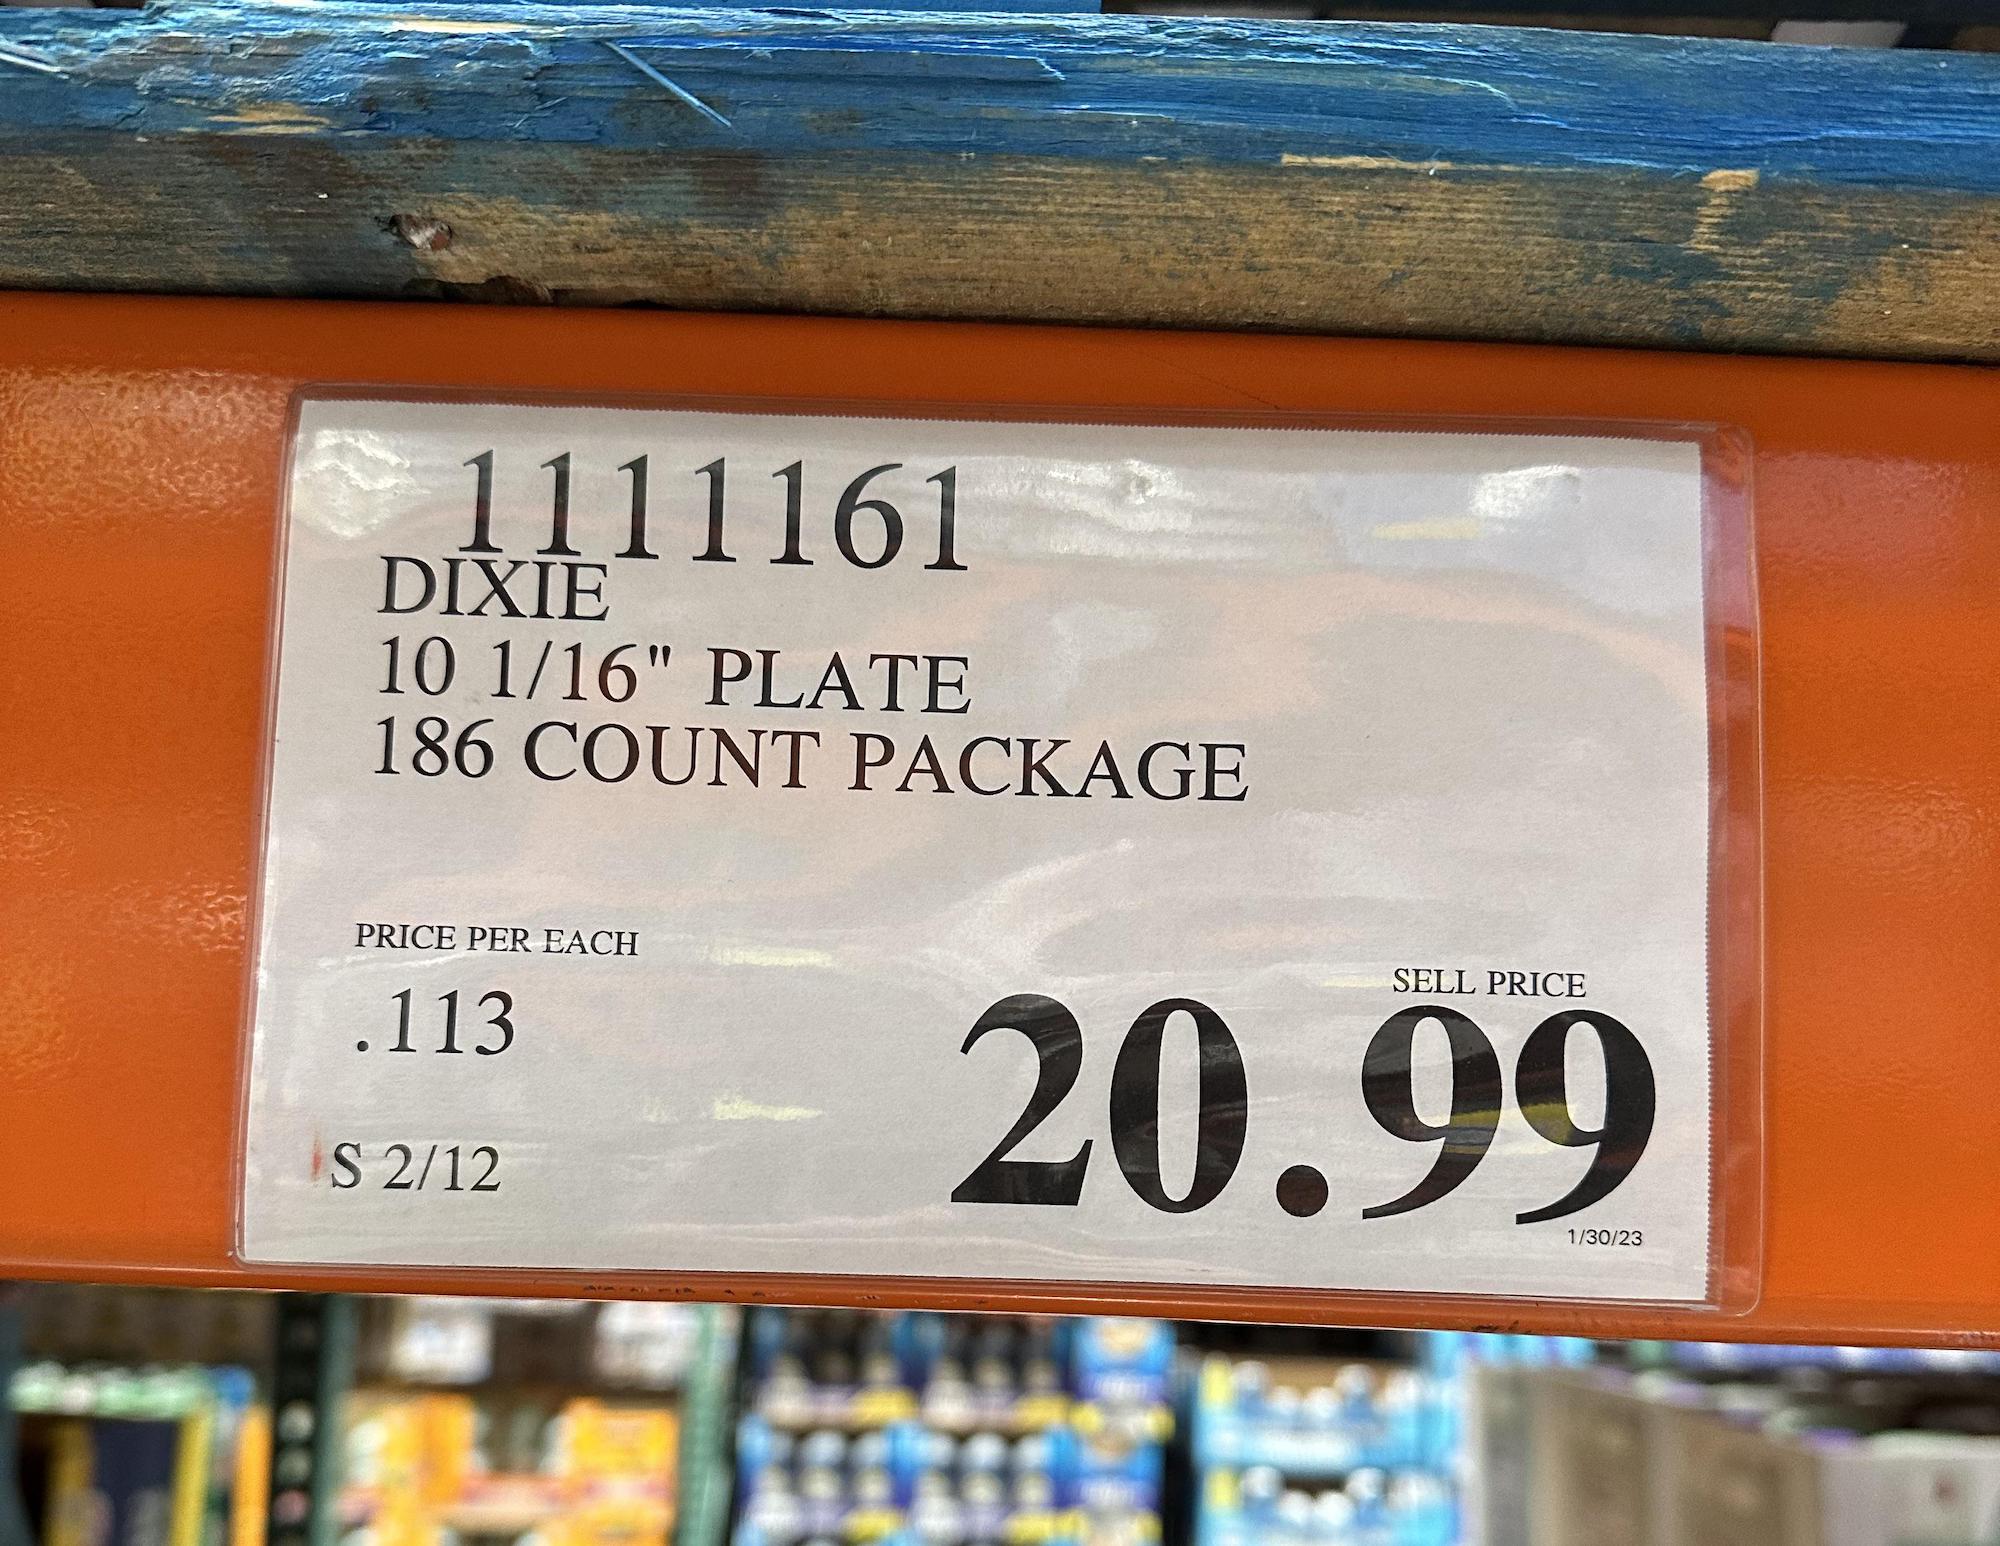 1111161
DIXIE
10 1/16" PLATE
186 COUNT PACKAGE
PRICE PER EACH
.113
SELL PRICE
20.99
S 2/12
1/30/23